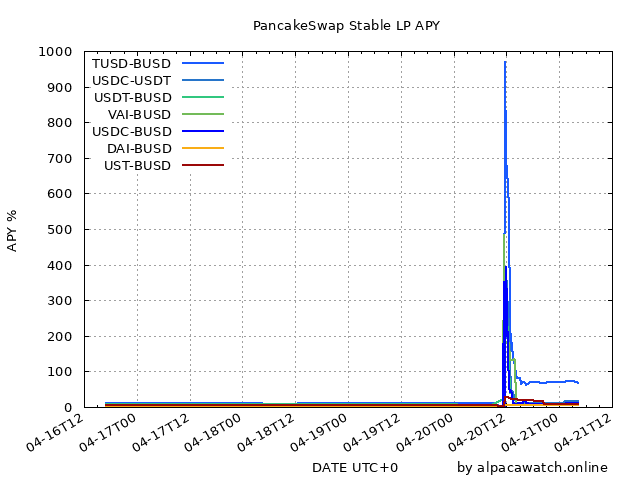 PancakeSwap Stable LP APY
1000
900
800
700
600
500
400
300
200
100
0
APY %
TUSD-BUSD
USDC-USDT
USDT-BUSD
VAI-BUSD
USDC-BUSD
DAI-BUSD
UST-BUSD
04-16T12
04-17T00
04-17T12
04-18T00
04-18T12
04-19T00
04-19T12
04-20T00
04-20T12
04-21T00
04-21T12
DATE UTC+0
by alpacawatch.online